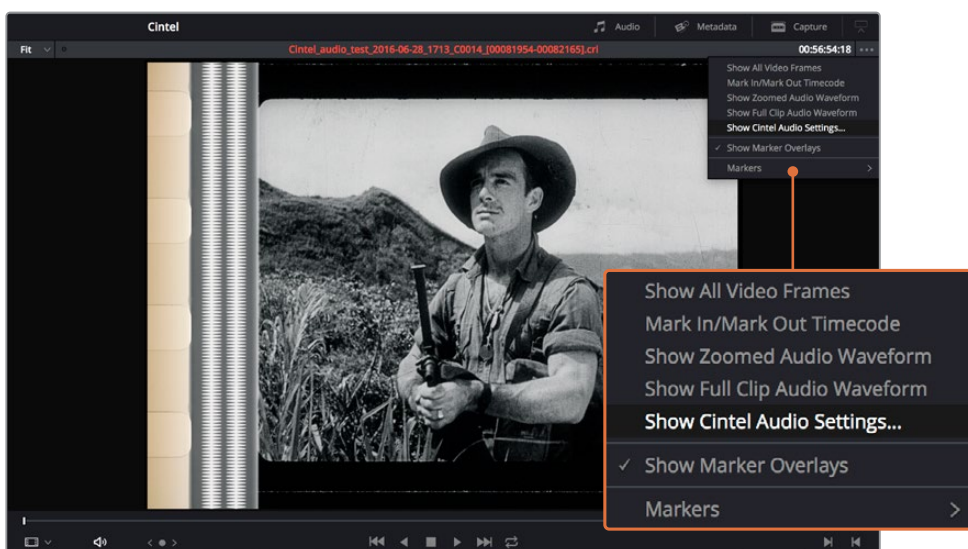 Cintel
Audio
Metadata
Capture
Fit
Cintel_audio_test_2016-06-28_1713_C0014_[00081954-00082165].cri
00:56:54:18
Show All Video Frames
Mark In/Mark Out Timecode
Show Zoomed Audio Waveform
Show Full Clip Audio Waveform
Show Cintel Audio Settings...
Show Marker Overlays
Markers
Show All Video Frames
Mark In/Mark Out Timecode
Show Zoomed Audio Waveform
Show Full Clip Audio Waveform
Show Cintel Audio Settings...
Show Marker Overlays
Markers